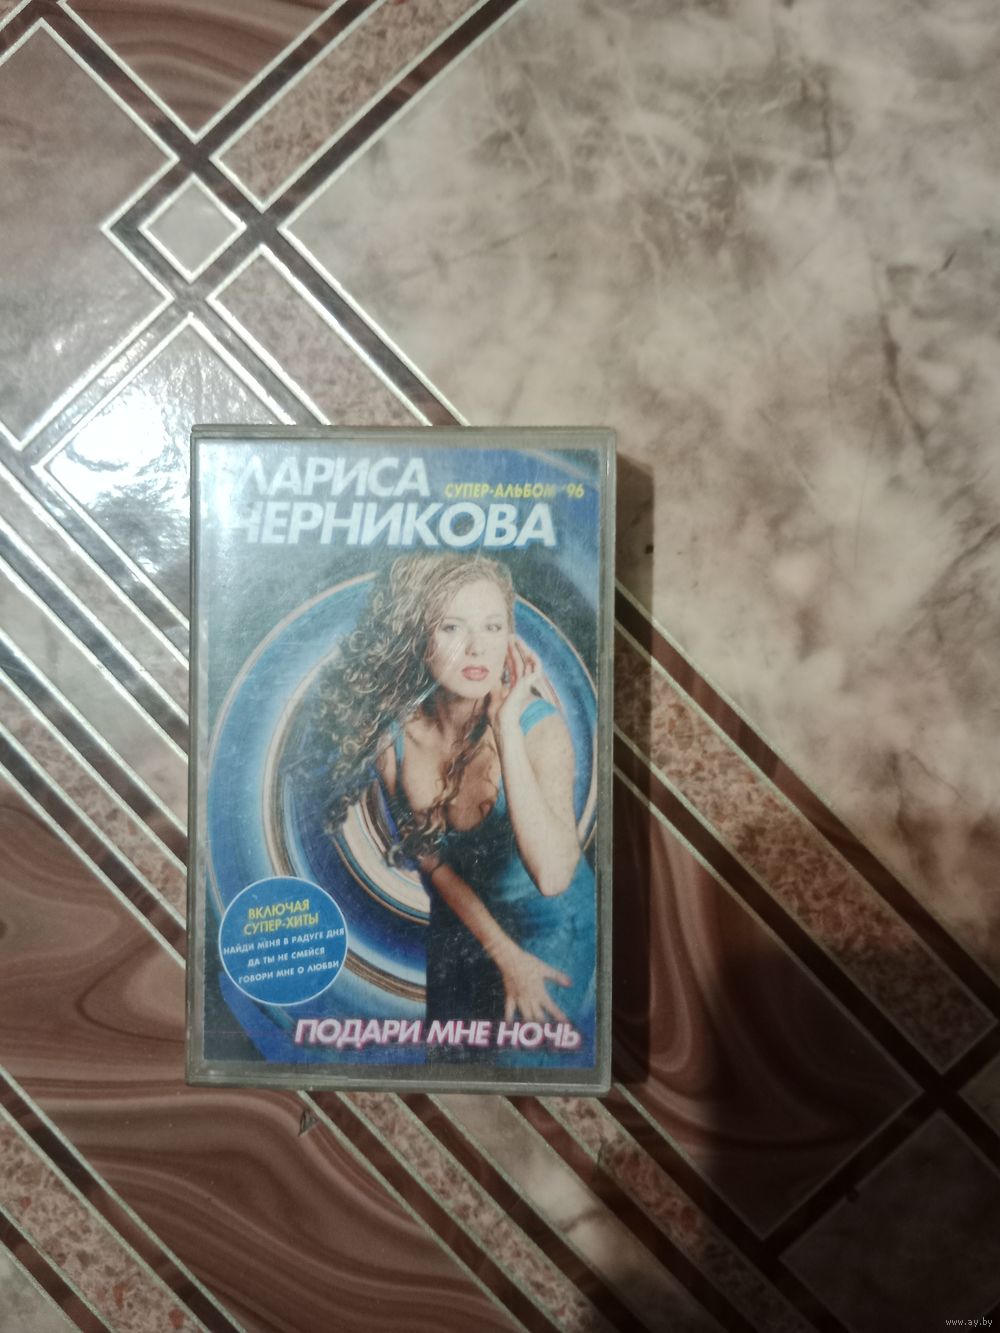 ЛАРИСА
СУПЕР-АЛЬБОМ '96
ЧЕРНИКОВА
ВКЛЮЧАЯ
СУПЕР-ХИТЫ
НАЙДИ МЕНЯ В РАДУГЕ ДНЯ
ДА ТЫ НЕ СМЕЙСЯ
ГОВОРИ МНЕ О ЛЮБВИ
ПОДАРИ МНЕ НОЧЬ
www.ay.by